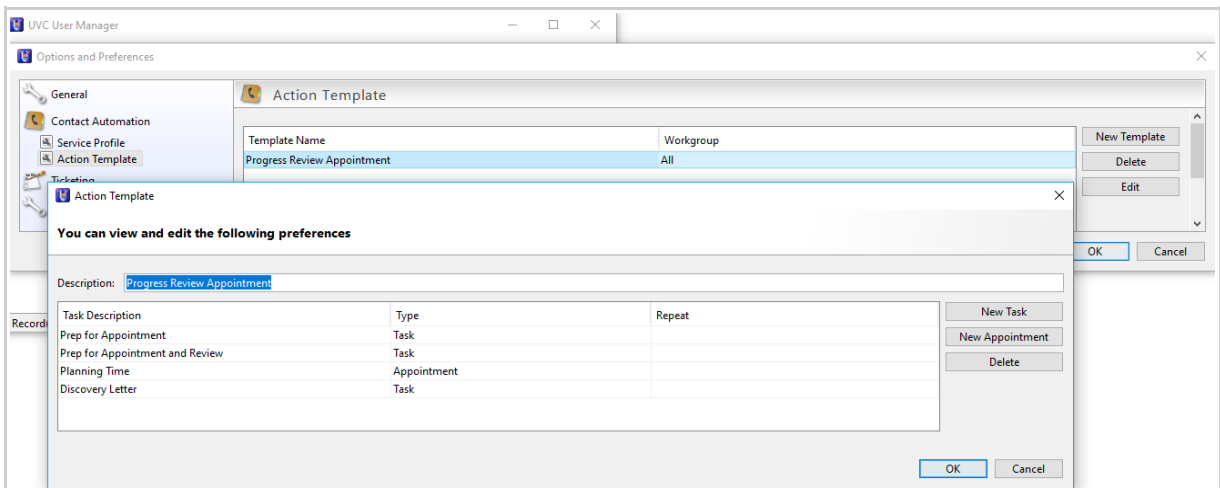 UVC User Manager
Options and Preferences
General
Action Template
Contact Automation
Service Profile
Template Name Workgroup New Template
Action Template
Progress Review Appointment All Delete
Ticketing
Edit
Action Template
You can view and edit the following preferences
OK Cancel
Description: Progress Review Appointment
Task Description Type Repeat New Task
Prep for Appointment Task
New Appointment
Prep for Appointment and Review Task
Planning Time Appointment
Delete
Discovery Letter Task
OK Cancel